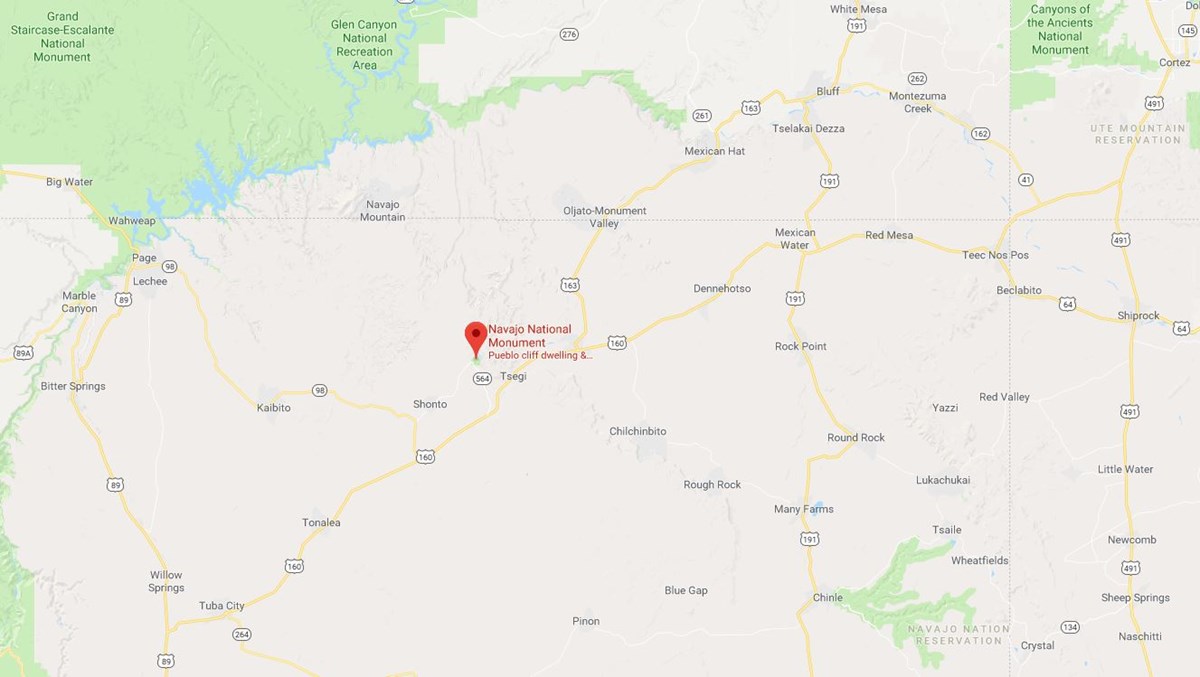 Grand
Staircase-Escalante
National
Monument
Glen Canyon
National
Recreation
Area
276
White Mesa
191
Canyons of
the Ancients
National
Monument
145
Cortez
262
Bluff
Montezuma
Creek
491
261
163
Tselakai Dezza
162
UTE MOUNTAIN
RESERVATION
Mexican Hat
Big Water
191
41
Navajo
Mountain
Oljato-Monument
Valley
Wahweap
Mexican
Water
Red Mesa
491
Page
98
Teec Nos Pos
Lechee
163
Dennehotso
Beclabito
Marble
Canyon
89
191
64
Shiprock
64
Navajo National
Monument
Pueblo cliff dwelling &...
160
Rock Point
89A
564
Tsegi
Bitter Springs
98
Kaibito
Shonto
Yazzi
Red Valley
491
Chilchinbito
Round Rock
160
Little Water
89
Rough Rock
Lukachukai
Many Farms
Tonalea
Tsaile
191
Newcomb
160
Wheatfields
491
Willow
Springs
Blue Gap
Chinle
Sheep Springs
Tuba City
Pinon
264
NAVAJO NATION
RESERVATION
134
Naschitti
Crystal
89